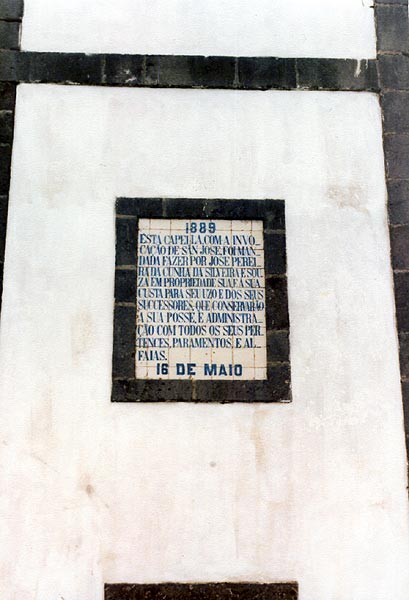 1889
ESTA CAPELLA COM A INVO-
CAÇÃO DE SAN JOSÉ, FOI MAN-
DADA FAZER POR JOSÉ PEREI-
RA DA CUNHA DA SILVEIRA E SOU-
ZA EM PROPRIEDADE SUA, E A SUA
CUSTA PARA SEU UZO E DOS SEUS
SUCCESSORES, QUE CONSERVARÃO
A SUA POSSE, E ADMINISTRA-
ÇÃO COM TODOS OS SEUS PER-
TENCES, PARAMENTOS, E AL-
FAIAS.
16 DE MAIO